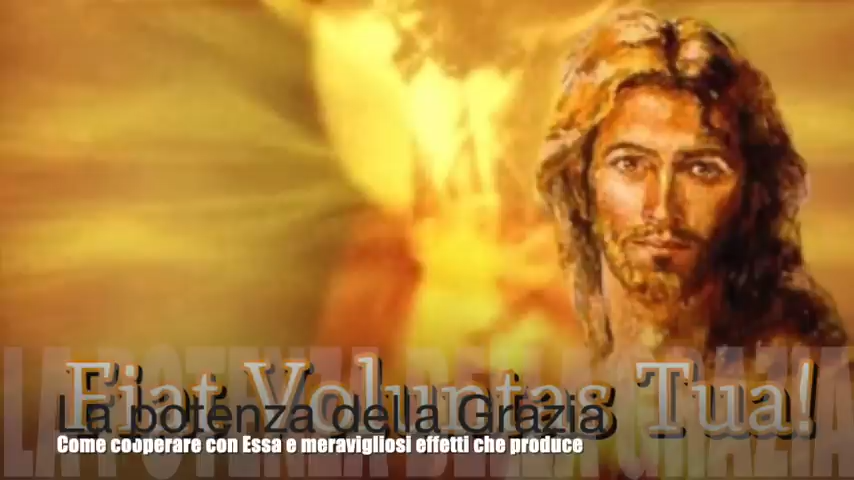 LA POTENZA DELLA GRAZIA
Fiat Voluntas Tua!
La potenza della Grazia
Come cooperare con Essa e meravigliosi effetti che produce